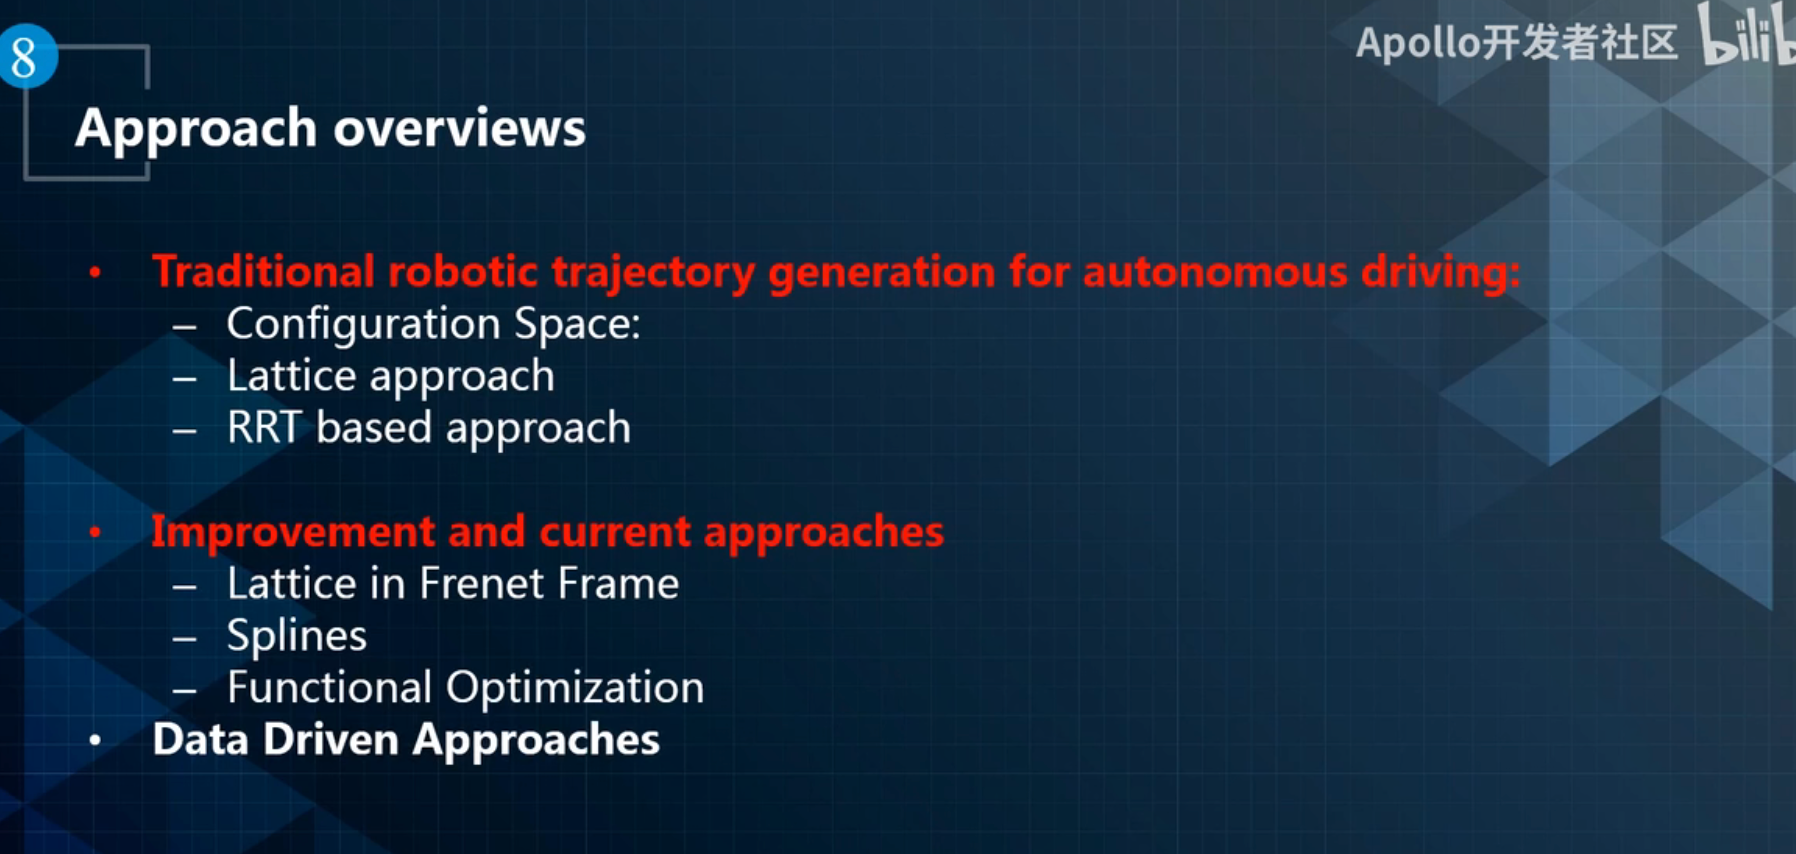 8
Apollo开发者社区
Approach overviews
• Traditional robotic trajectory generation for autonomous driving:
– Configuration Space:
– Lattice approach
– RRT based approach
• Improvement and current approaches
– Lattice in Frenet Frame
– Splines
– Functional Optimization
• Data Driven Approaches